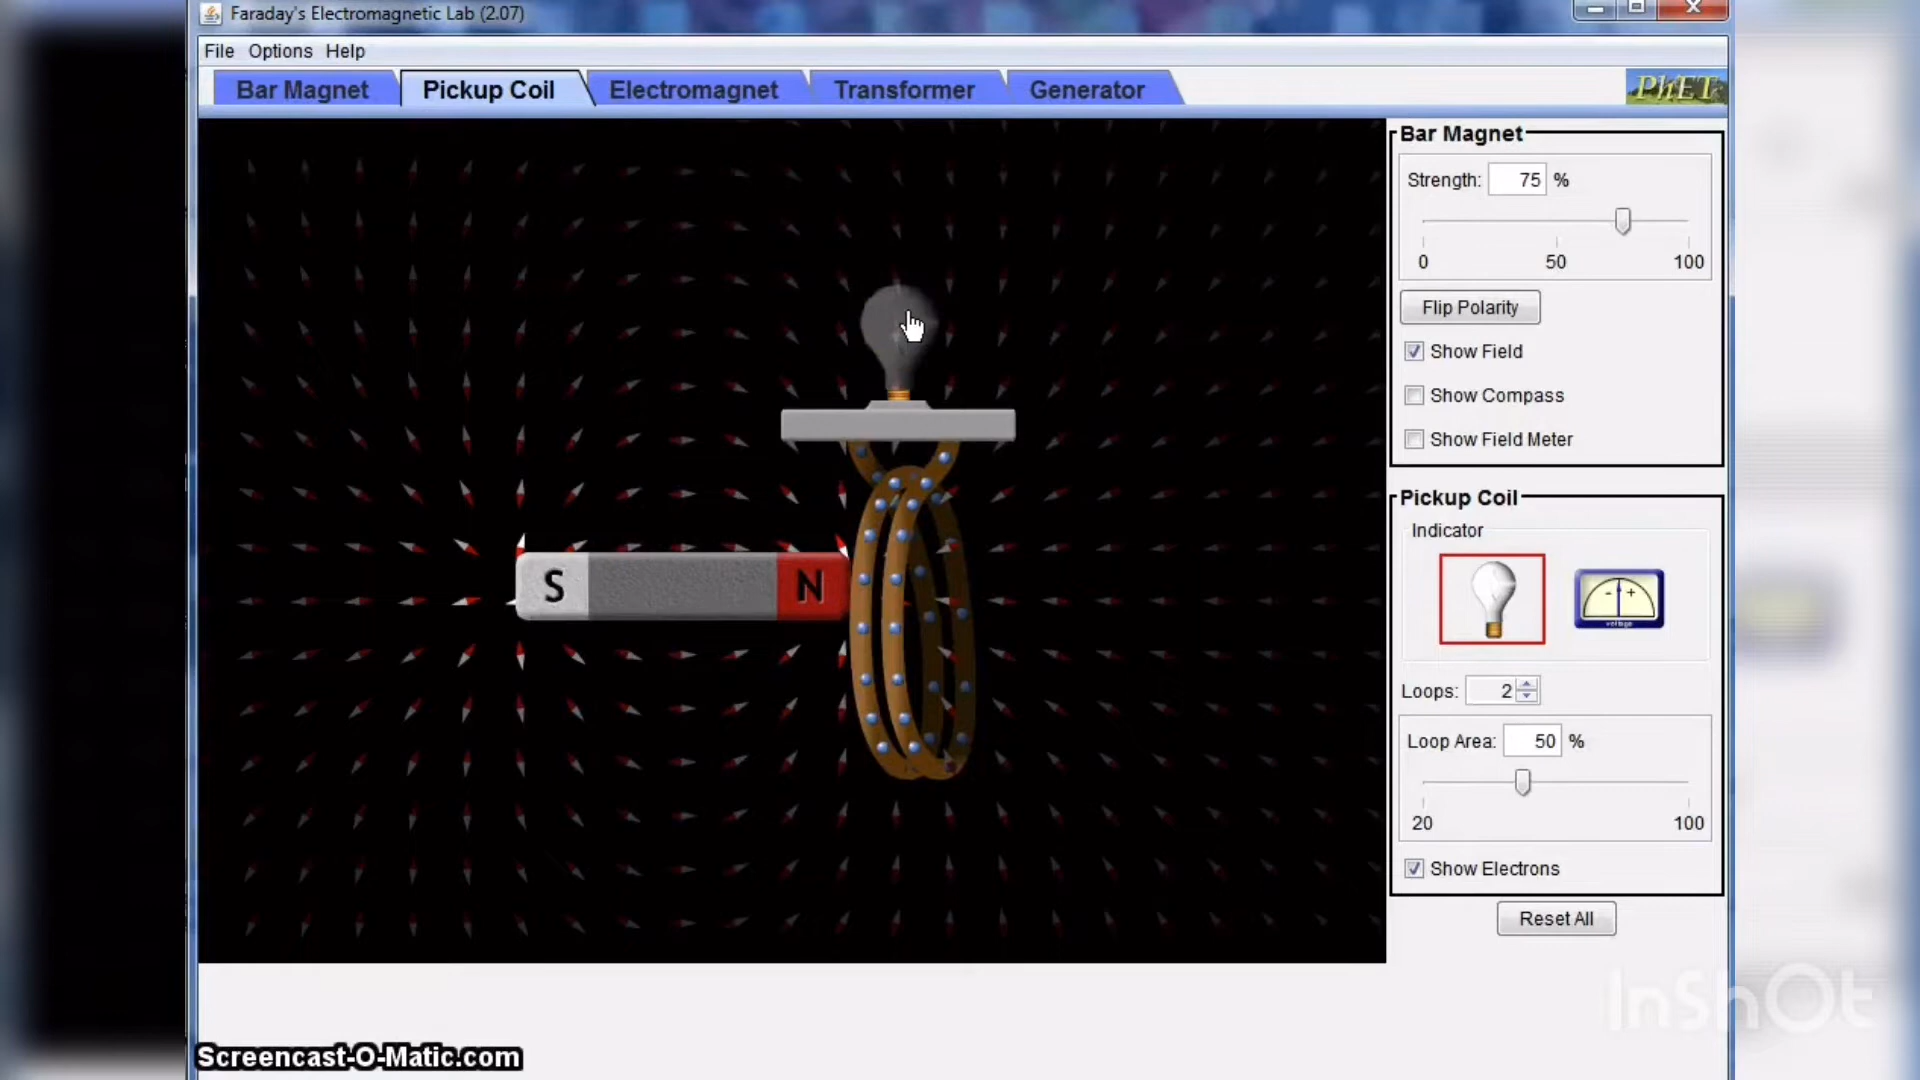 Faraday's Electromagnetic Lab (2.07)
File Options Help
Bar Magnet Pickup Coil Electromagnet Transformer Generator
PhET
Bar Magnet
Strength: 75 %
0 50 100
Flip Polarity
Show Field
Show Compass
Show Field Meter
S N
Pickup Coil
Indicator
- +
voltage
Loops: 2
Loop Area: 50 %
20 100
Show Electrons
Reset All
InShOt
Screencast-O-Matic.com